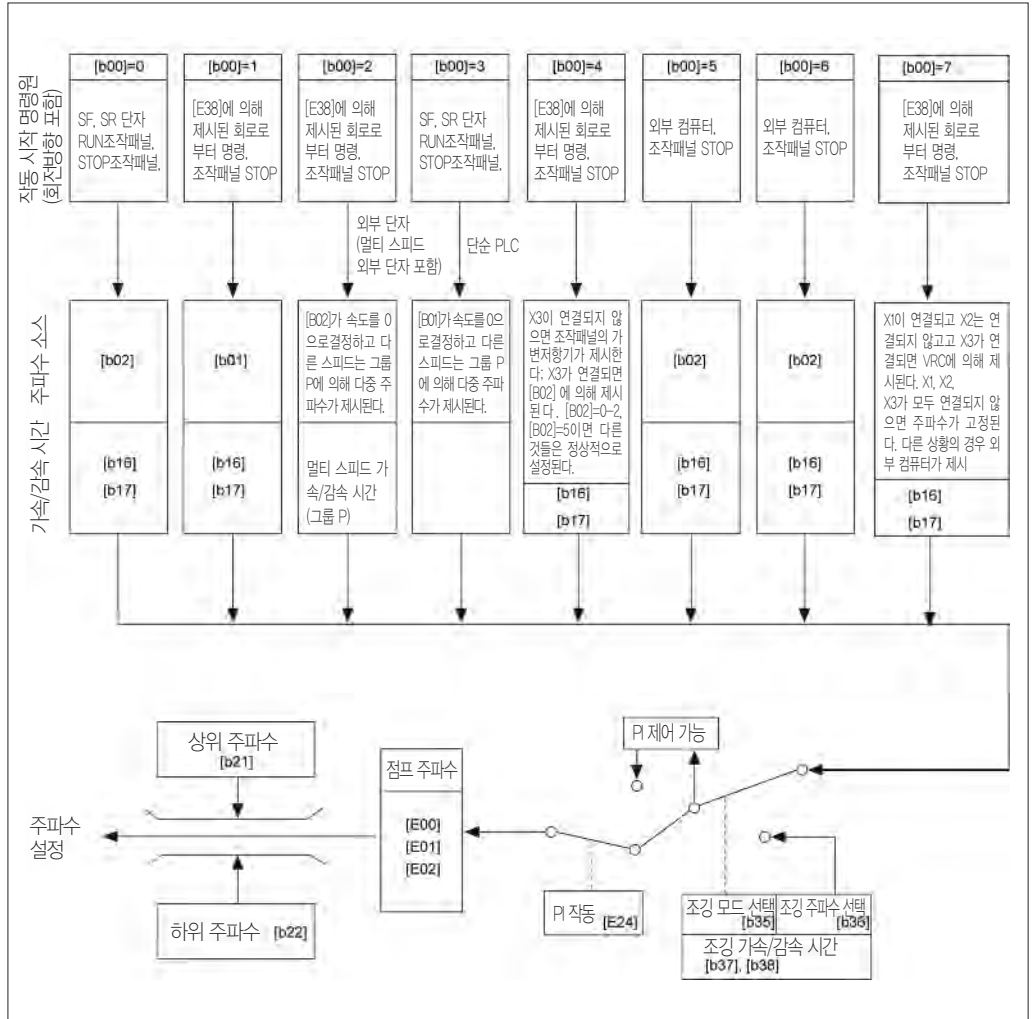 작동 시작 명령원
(회전방향 포함)
[b00]=0
SF, SR 단자
RUN조작패널,
STOP조작패널,
[b00]=1
[E38]에 의해
제시된 회로로
부터 명령,
조작패널 STOP
[b00]=2
[E38]에 의해
제시된 회로로
부터 명령,
조작패널 STOP
[b00]=3
SF, SR 단자
RUN조작패널,
STOP조작패널,
[b00]=4
[E38]에 의해
제시된 회로로
부터 명령,
조작패널 STOP
[b00]=5
외부 컴퓨터,
조작패널 STOP
[b00]=6
외부 컴퓨터,
조작패널 STOP
[b00]=7
[E38]에 의해
제시된 회로로
부터 명령,
조작패널 STOP
외부 단자
(멀티 스피드
외부 단자 포함)
단순 PLC
주파수 소스
[b02]
[b01]
[B02]가 속도를 0
으로결정하고 다
른 스피드는 그룹
P에 의해 다중 주
파수가 제시된다.
[B01]가 속도를 0으
로결정하고 다른
스피드는 그룹 P
에 의해 다중 주파
수가 제시된다.
X3이 연결되지 않
으면 조작패널의 가
변저항기가 제시한
다; X3가 연결되면
[B02] 에 의해 제시
된다. [B02]=0-2,
[B02]=5이면 다른
것들은 정상적으로
설정된다.
[b02]
[b02]
X1이 연결되고 X2는 연
결되지 않고고 X3가 연
결되면 VRC에 의해 제
시된다. X1, X2,
X3가 모두 연결되지 않
으면 주파수가 고정된
다. 다른 상황의 경우 외
부 컴퓨터가 제시
가속/감속 시간
[b16]
[b17]
[b16]
[b17]
멀티 스피드 가
속/감속 시간
(그룹 P)
[b16]
[b17]
[b16]
[b17]
[b16]
[b17]
[b16]
[b17]
상위 주파수
[b21]
점프 주파수
[E00]
[E01]
[E02]
PI 제어 가능
주파수
설정
하위 주파수 [b22]
PI 작동 [E24]
조깅 모드 선택
[b35]
조깅 주파수 선택
[b36]
조깅 가속/감속 시간
[b37], [b38]